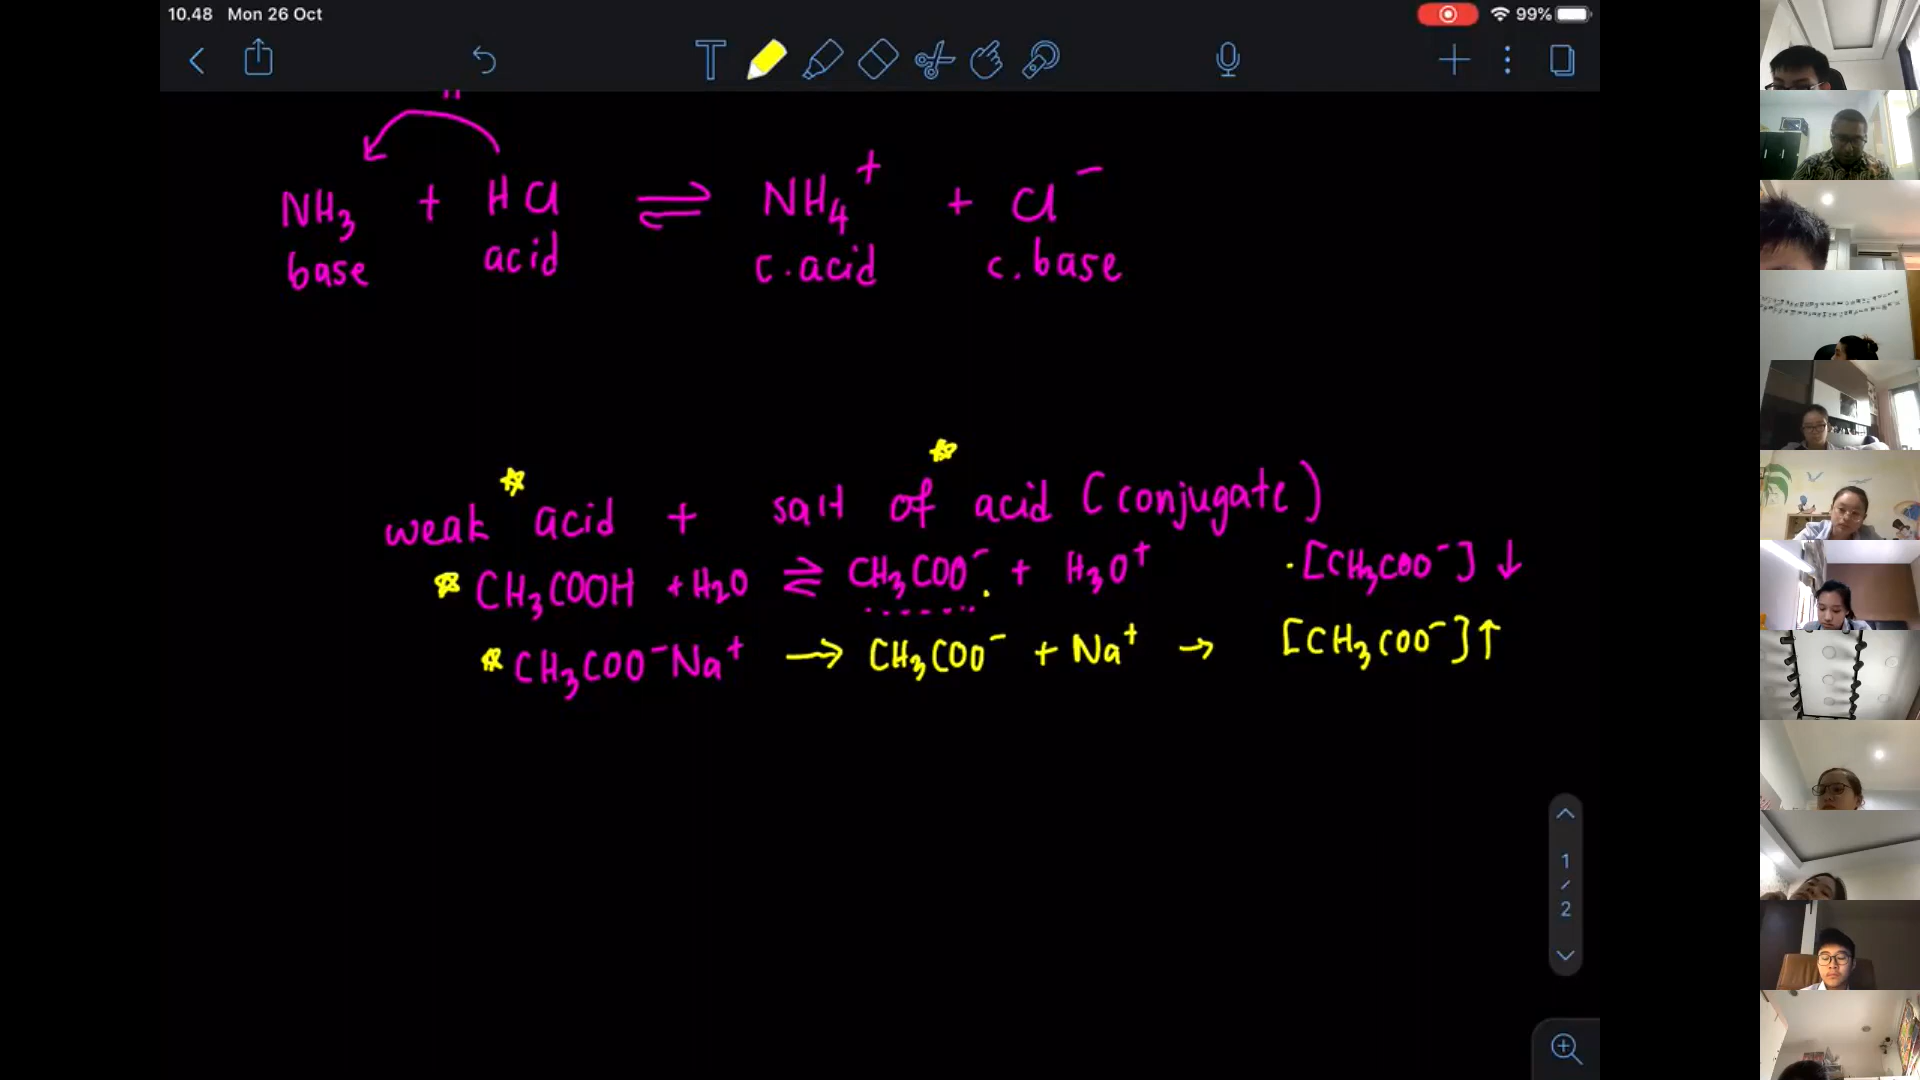 10.48 Mon 26 Oct 99%
T
NH₃ + HCl ⇌ NH₄⁺ + Cl⁻
base acid c.acid c.base
weak acid + salt of acid (conjugate)
CH₃COOH + H₂O ⇌ CH₃COO⁻ + H₃O⁺ · [CH₃COO⁻] ↓
CH₃COO⁻Na⁺ → CH₃COO⁻ + Na⁺ → [CH₃COO⁻] ↑
1
/
2